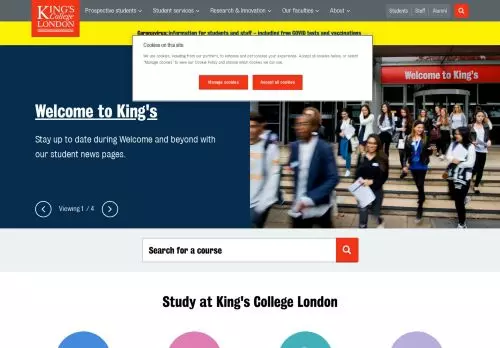 KING'S
College
LONDON
Prospective students
Student services
Research & Innovation
Our faculties
About
Students
Staff
Alumni
Coronavirus: information for students and staff – including free COVID tests and vaccinations
Cookies on this site
We use cookies, including from our partners, to enhance and personalise your experience. Accept all cookies below, or select
"Manage cookies" to view our Cookie Policy and choose which cookies we can use.
Manage cookies
Accept all cookies
Welcome to King's
Welcome to King's
Stay up to date during Welcome and beyond with
our student news pages.
Viewing 1 / 4
Search for a course
Study at King's College London